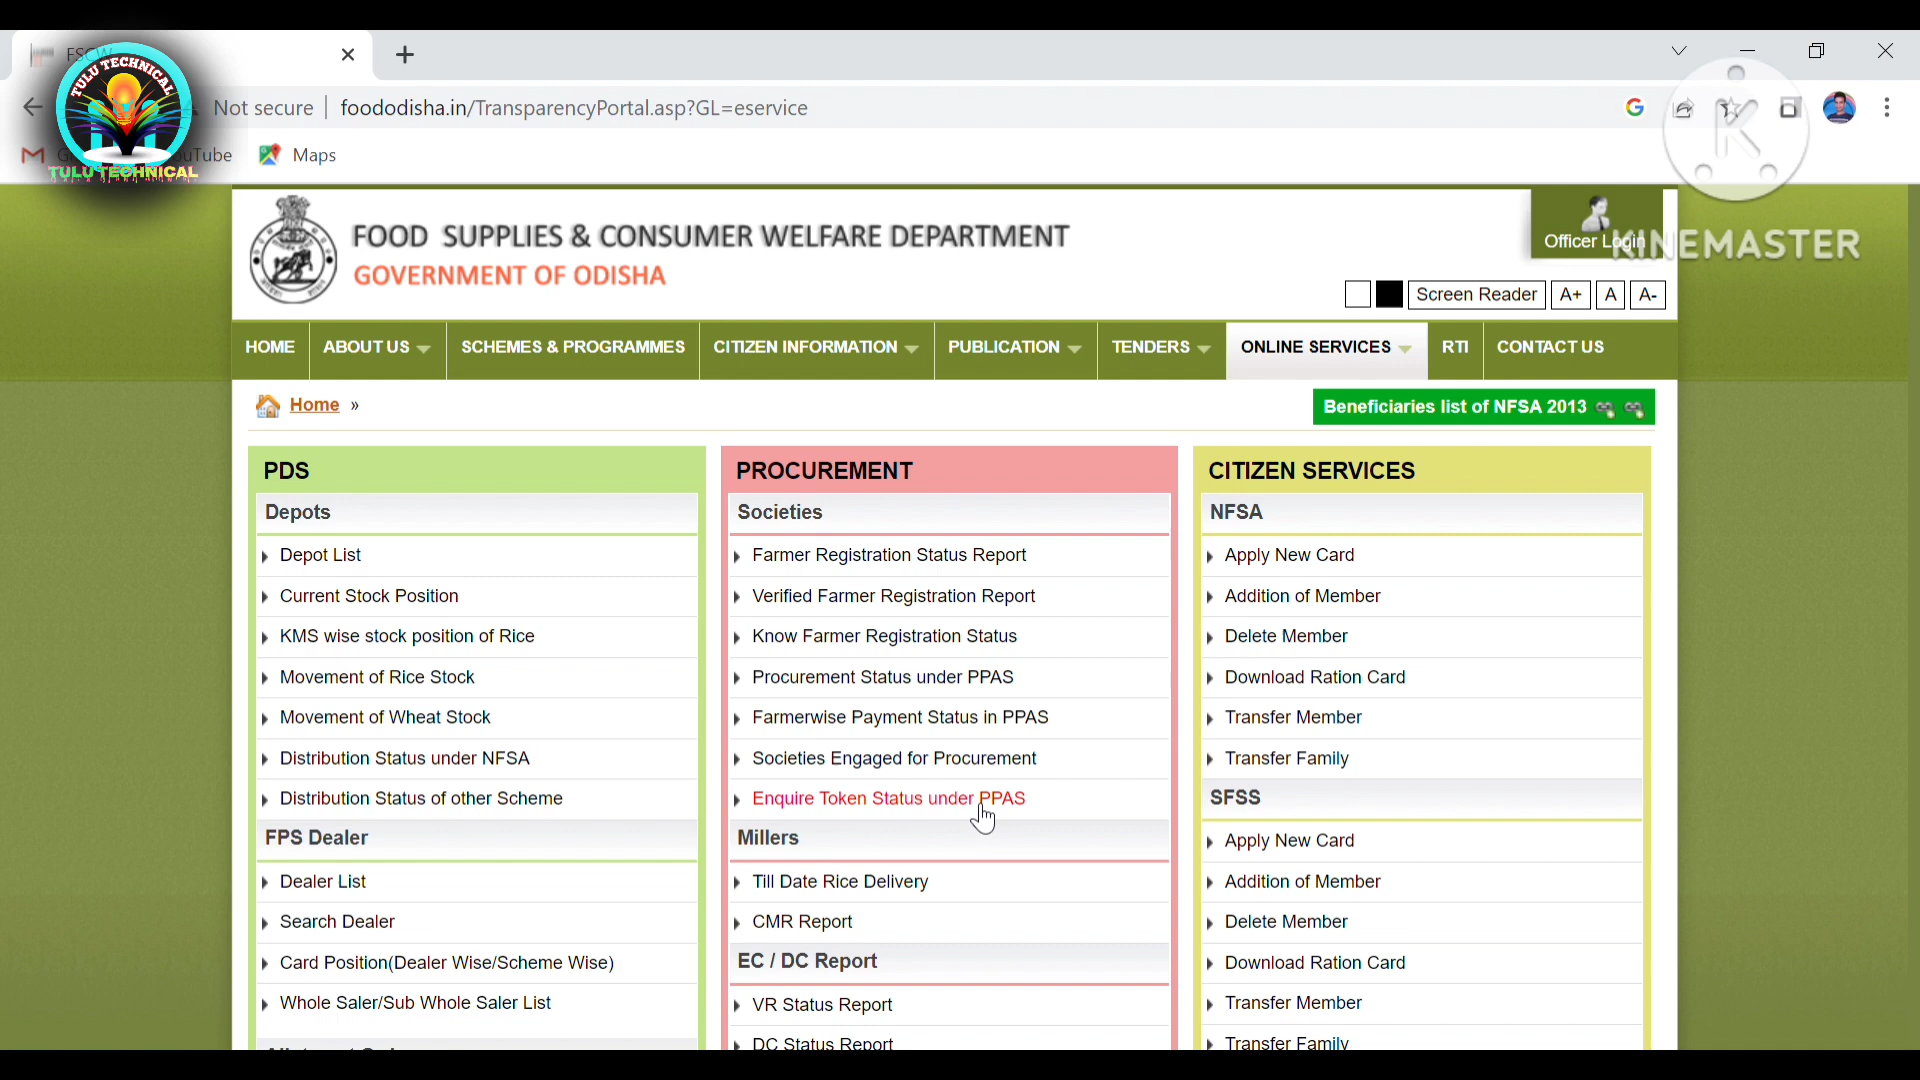 TULU TECHNICAL
TULU TECHNICAL
Not secure
foododisha.in/TransparencyPortal.asp?GL=eservice
Maps
FOOD SUPPLIES & CONSUMER WELFARE DEPARTMENT
GOVERNMENT OF ODISHA
Officer Login
KINEMASTER
Screen Reader
A+
A
A-
HOME
ABOUT US
SCHEMES & PROGRAMMES
CITIZEN INFORMATION
PUBLICATION
TENDERS
ONLINE SERVICES
RTI
CONTACT US
Home »
Beneficiaries list of NFSA 2013
PDS
Depots
Depot List
Current Stock Position
KMS wise stock position of Rice
Movement of Rice Stock
Movement of Wheat Stock
Distribution Status under NFSA
Distribution Status of other Scheme
FPS Dealer
Dealer List
Search Dealer
Card Position(Dealer Wise/Scheme Wise)
Whole Saler/Sub Whole Saler List
PROCUREMENT
Societies
Farmer Registration Status Report
Verified Farmer Registration Report
Know Farmer Registration Status
Procurement Status under PPAS
Farmerwise Payment Status in PPAS
Societies Engaged for Procurement
Enquire Token Status under PPAS
Millers
Till Date Rice Delivery
CMR Report
EC / DC Report
VR Status Report
DC Status Report
CITIZEN SERVICES
NFSA
Apply New Card
Addition of Member
Delete Member
Download Ration Card
Transfer Member
Transfer Family
SFSS
Apply New Card
Addition of Member
Delete Member
Download Ration Card
Transfer Member
Transfer Family